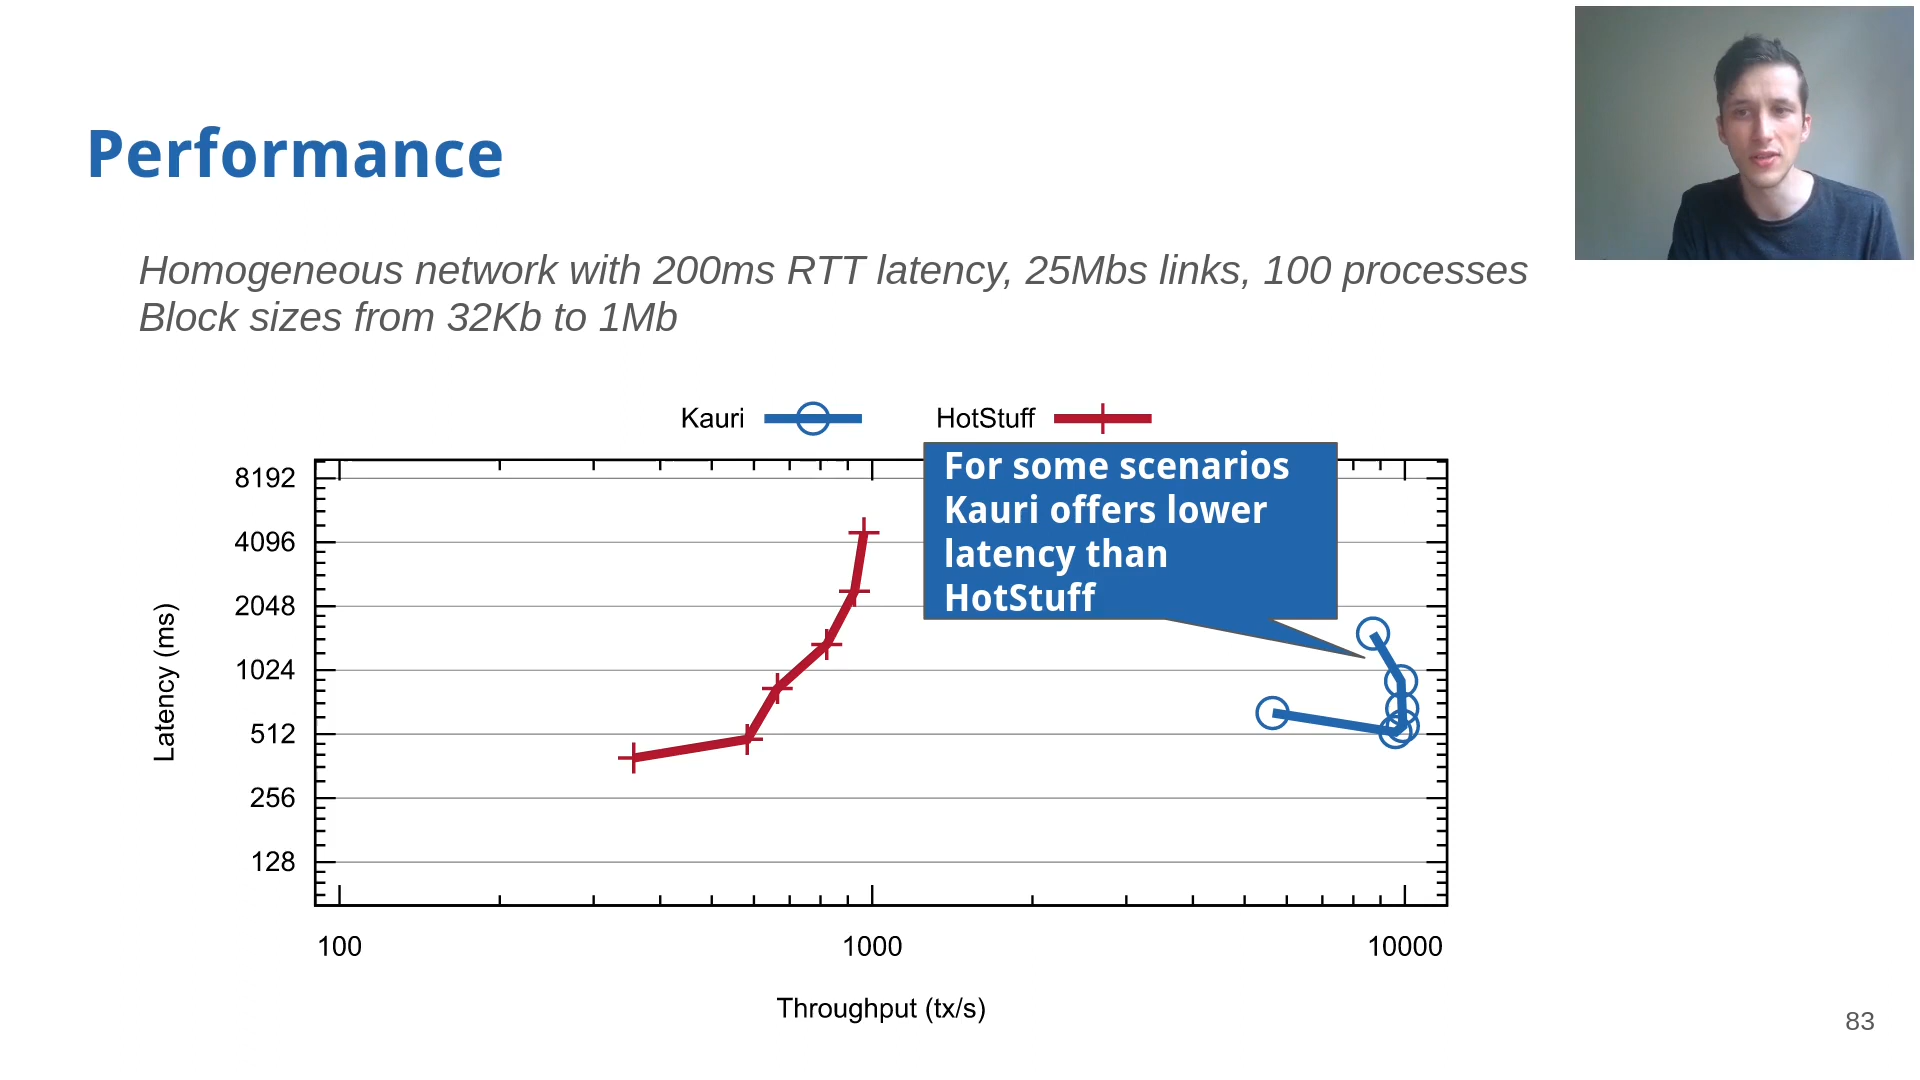 Performance
Homogeneous network with 200ms RTT latency, 25Mbs links, 100 processes
Block sizes from 32Kb to 1Mb
Kauri
HotStuff
For some scenarios
Kauri offers lower
latency than
HotStuff
8192
4096
2048
1024
512
256
128
Latency (ms)
100
1000
10000
Throughput (tx/s)
83